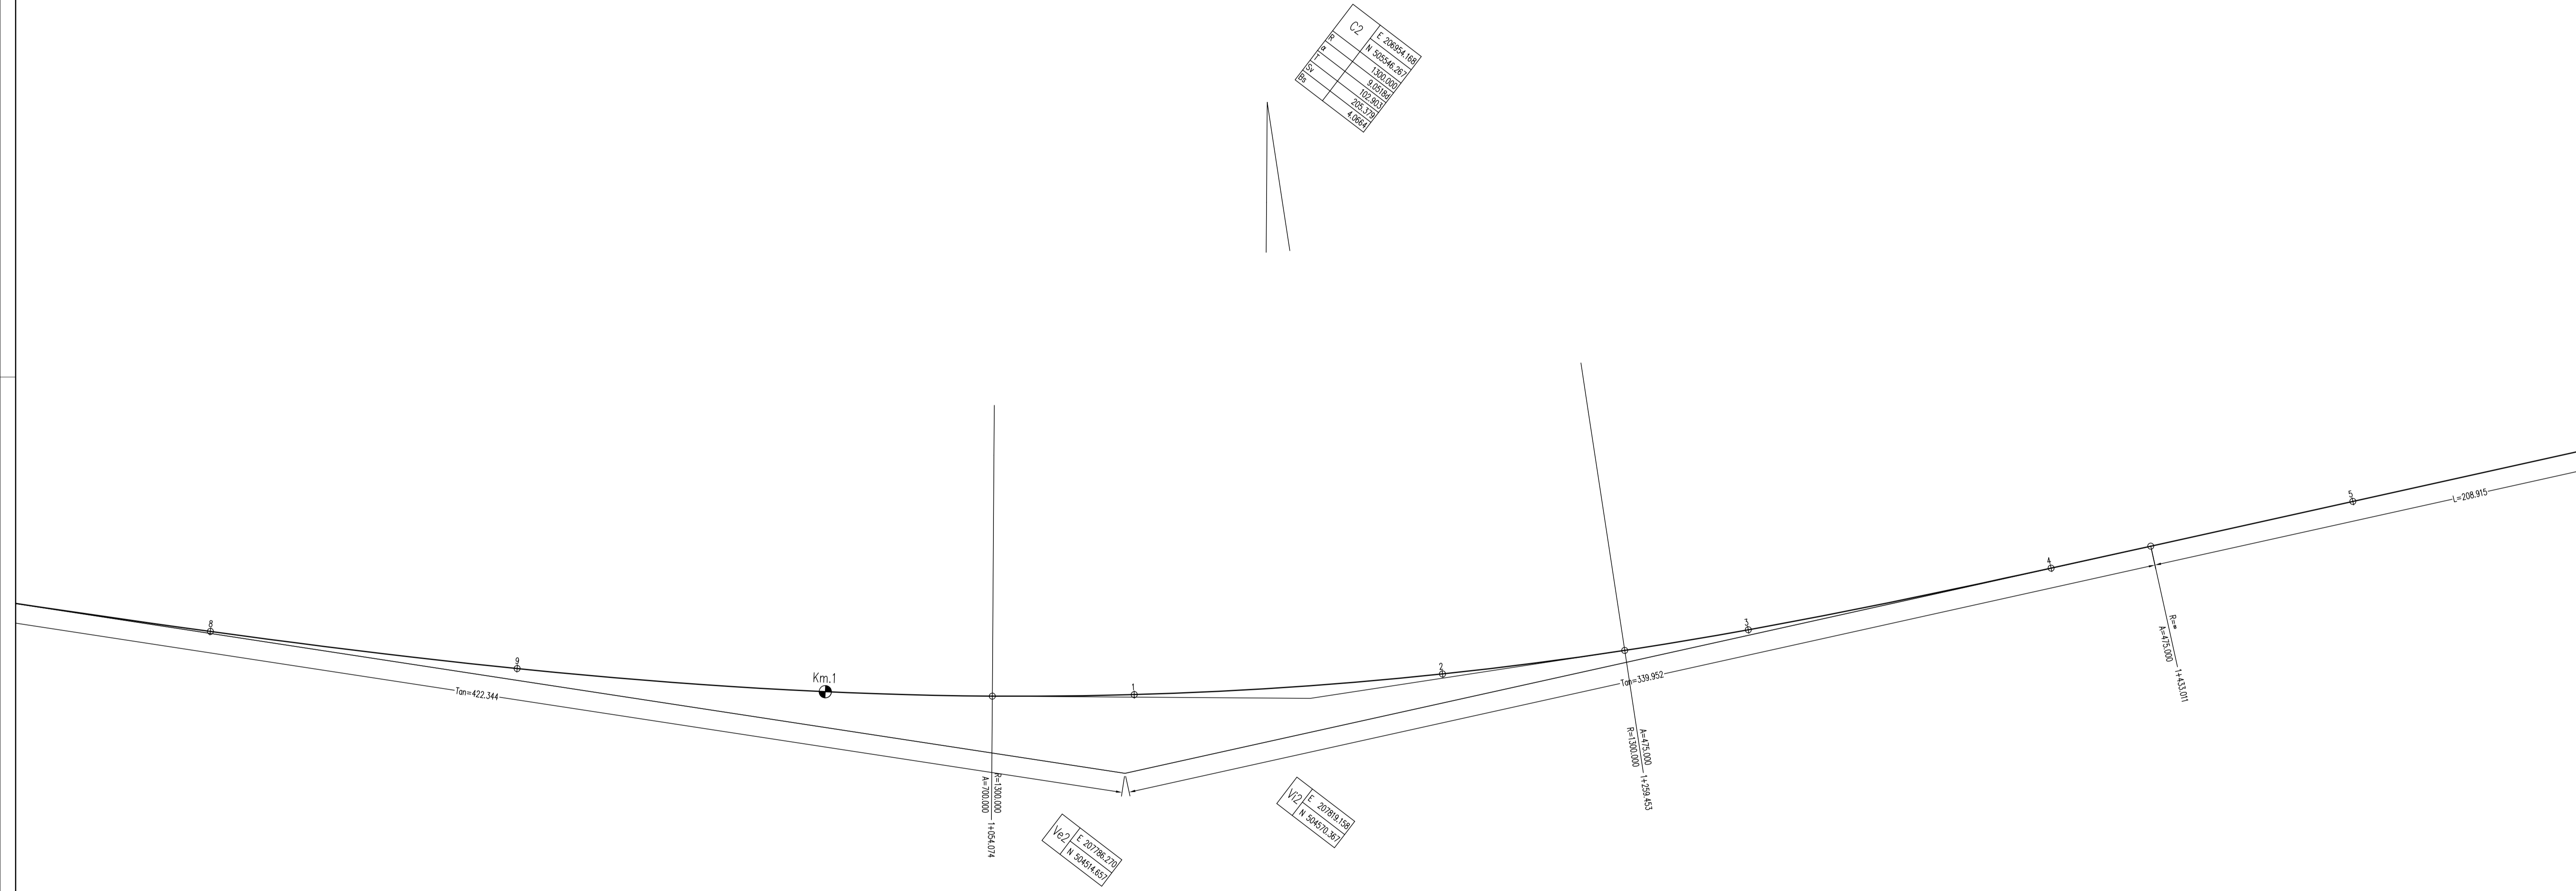 C2
E 206954.168
N 505546.267
R 1300.000
α 9.0518d
T 102.903
Sv 205.379
Bs 4.0664
8
9
Km.1
1
2
3
4
5
Tan=422.344
Tan=339.952
L=208.915
R=1300.000
A=700.000
1+054.074
A=475.000
R=1300.000
1+259.453
R=∞
A=475.000
1+433.011
Ve2
E 207786.270
N 504514.657
Vi2
E 207819.158
N 504570.367